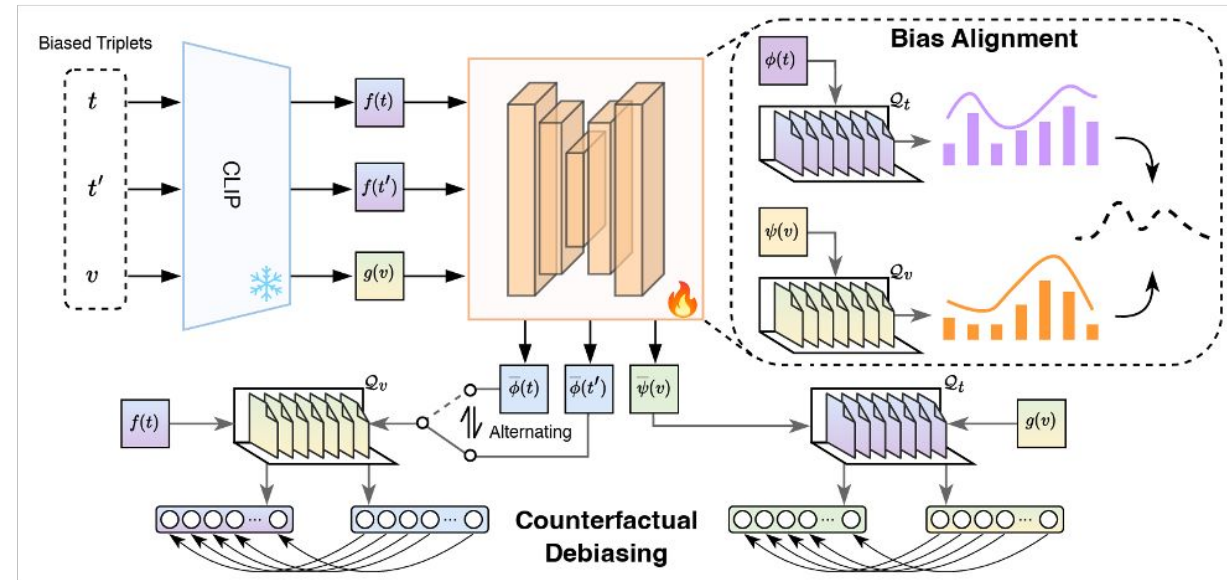 Biased Triplets
t
t′
v
CLIP
f(t)
f(t′)
g(v)
Bias Alignment
ϕ(t)
𝒬t
ψ(v)
𝒬v
ϕ̅(t)
ϕ̅(t′)
ψ̅(v)
Alternating
f(t)
𝒬v
𝒬t
g(v)
...
...
...
...
Counterfactual
Debiasing